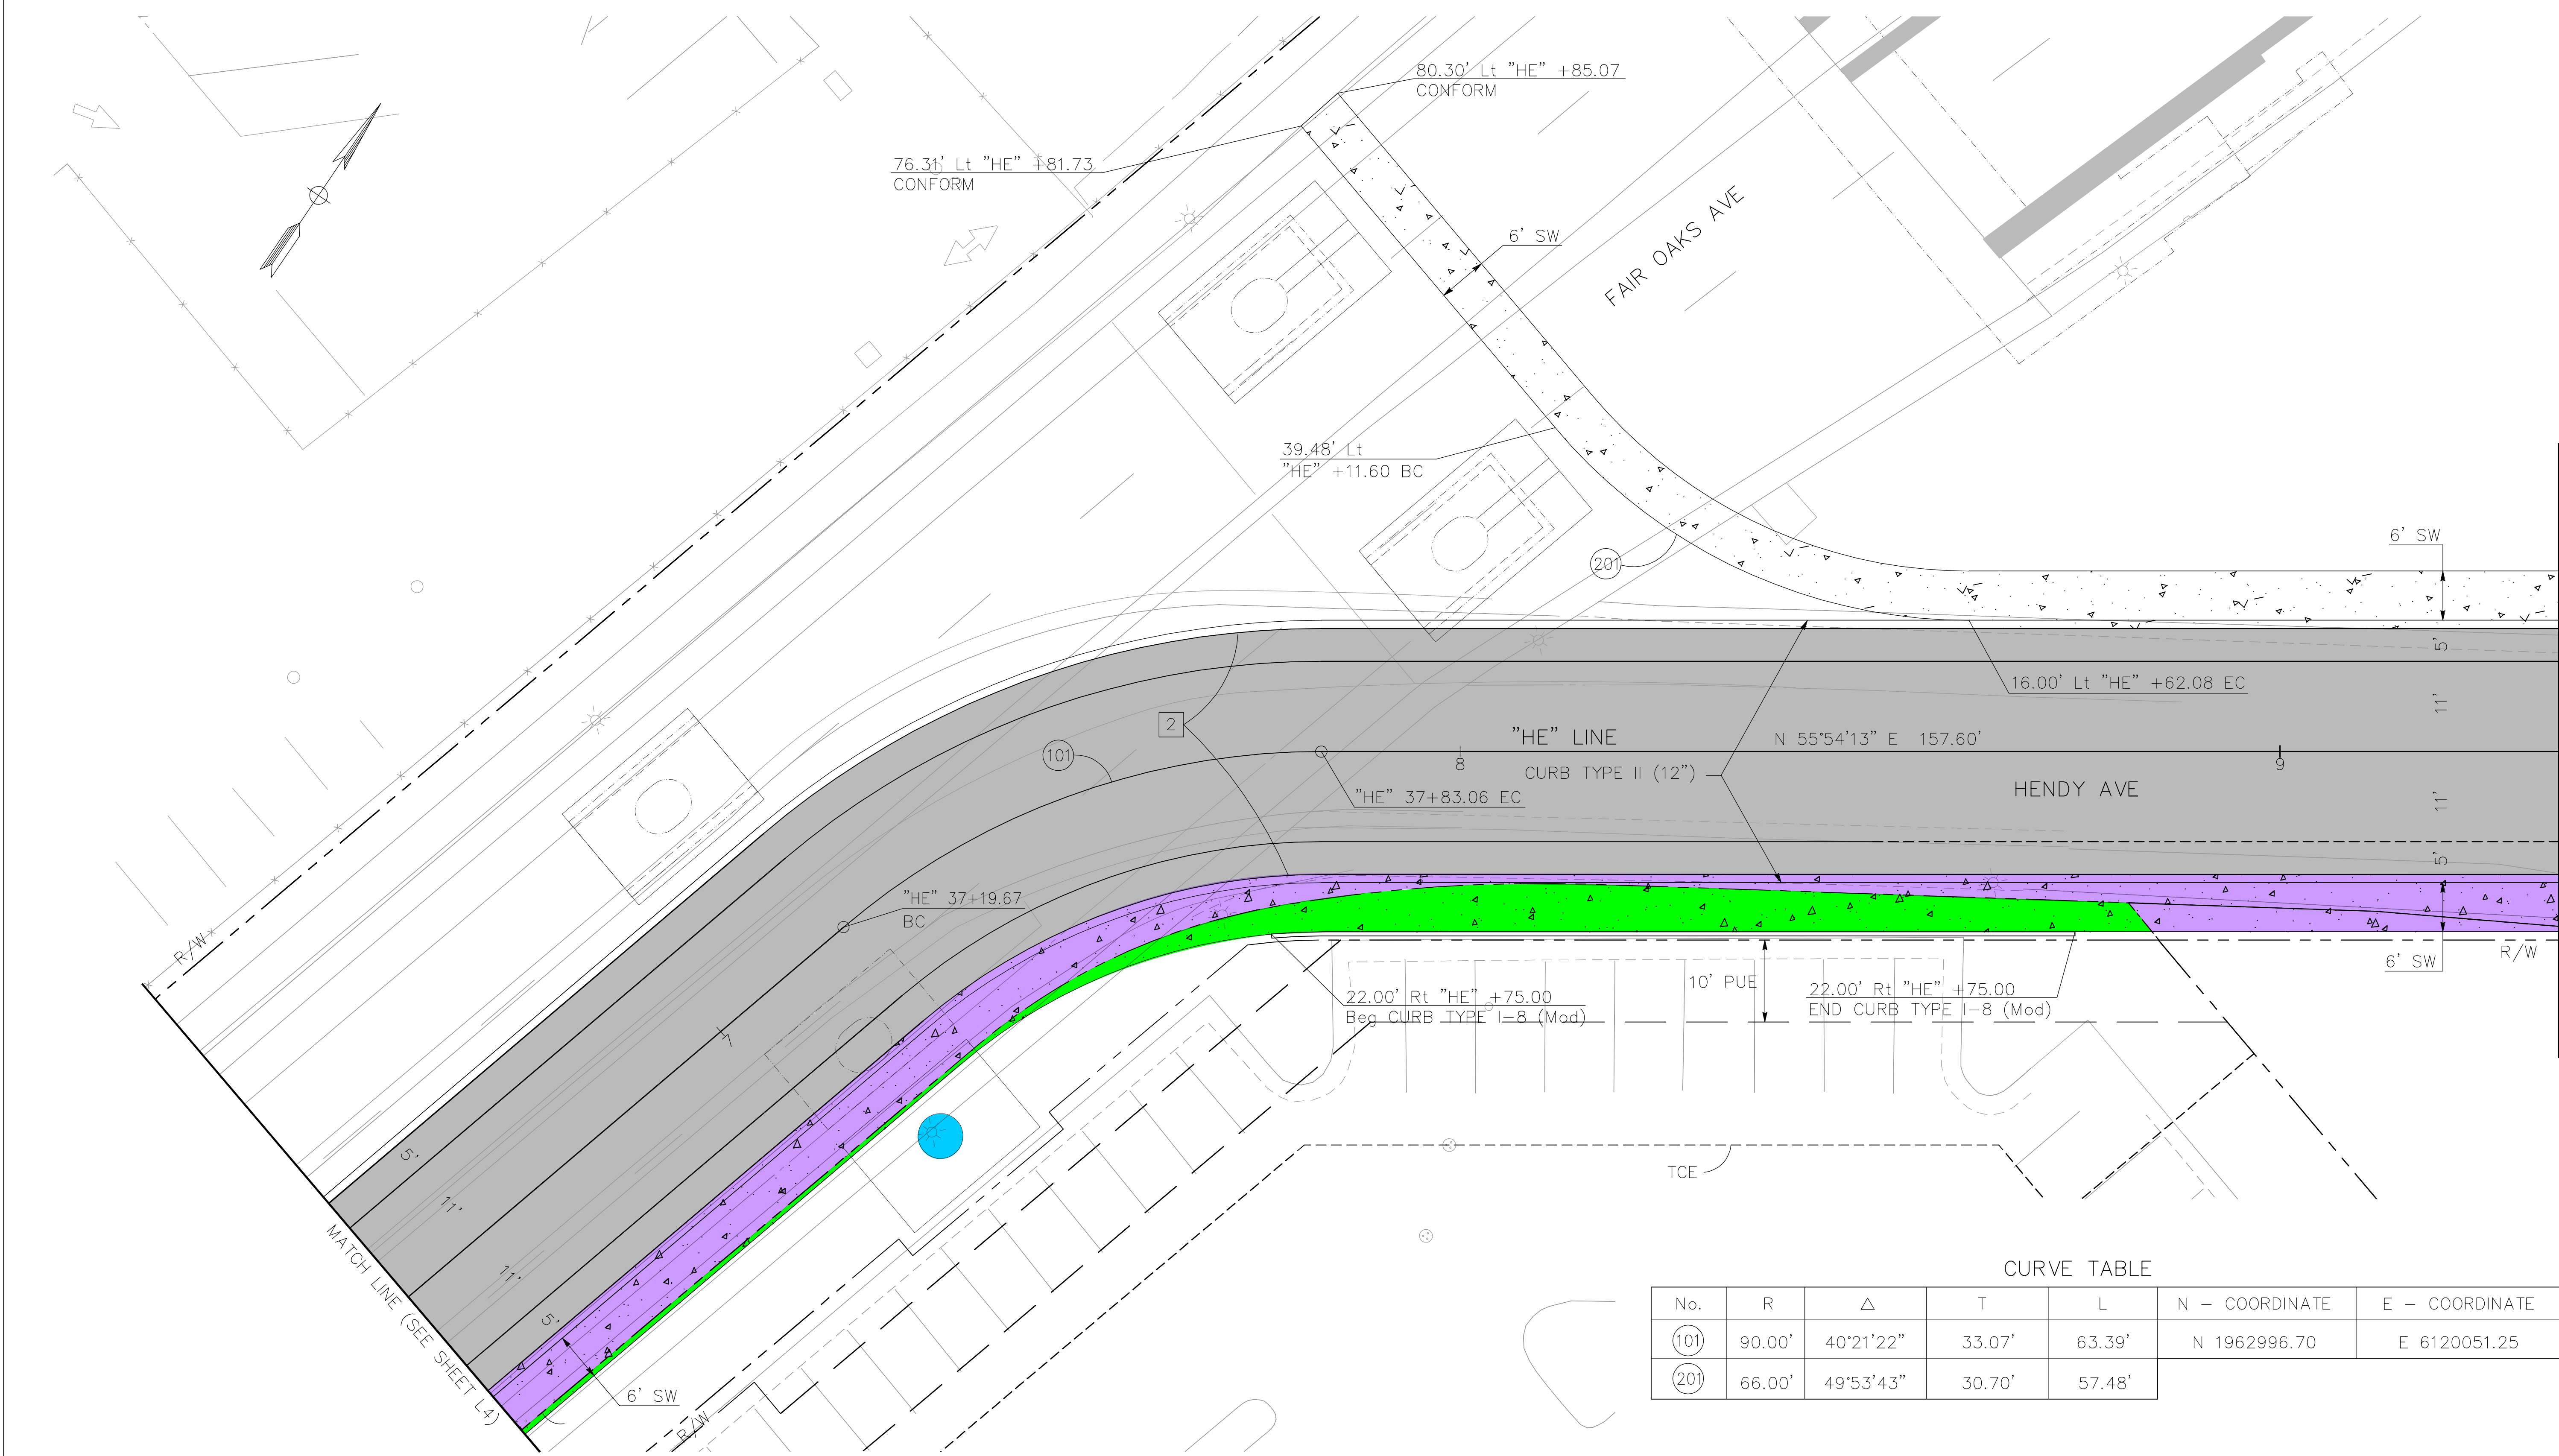 80.30' Lt "HE" +85.07
CONFORM
76.31' Lt "HE" +81.73
CONFORM
6' SW
FAIR OAKS AVE
39.48' Lt
"HE" +11.60 BC
201
6' SW
5'
16.00' Lt "HE" +62.08 EC
11'
2
101
"HE" LINE
N 55°54'13" E 157.60'
8
9
CURB TYPE II (12")
"HE" 37+83.06 EC
HENDY AVE
11'
5'
"HE" 37+19.67
BC
R/W
R/W
6' SW
10' PUE
22.00' Rt "HE" +75.00
Beg CURB TYPE I-8 (Mod)
22.00' Rt "HE" +75.00
END CURB TYPE I-8 (Mod)
7
5'
11'
11'
5'
TCE
MATCH LINE (SEE SHEET L4)
6' SW
R/W
CURVE TABLE
No. R △ T L N - COORDINATE E - COORDINATE
101 90.00' 40°21'22" 33.07' 63.39' N 1962996.70 E 6120051.25
201 66.00' 49°53'43" 30.70' 57.48'